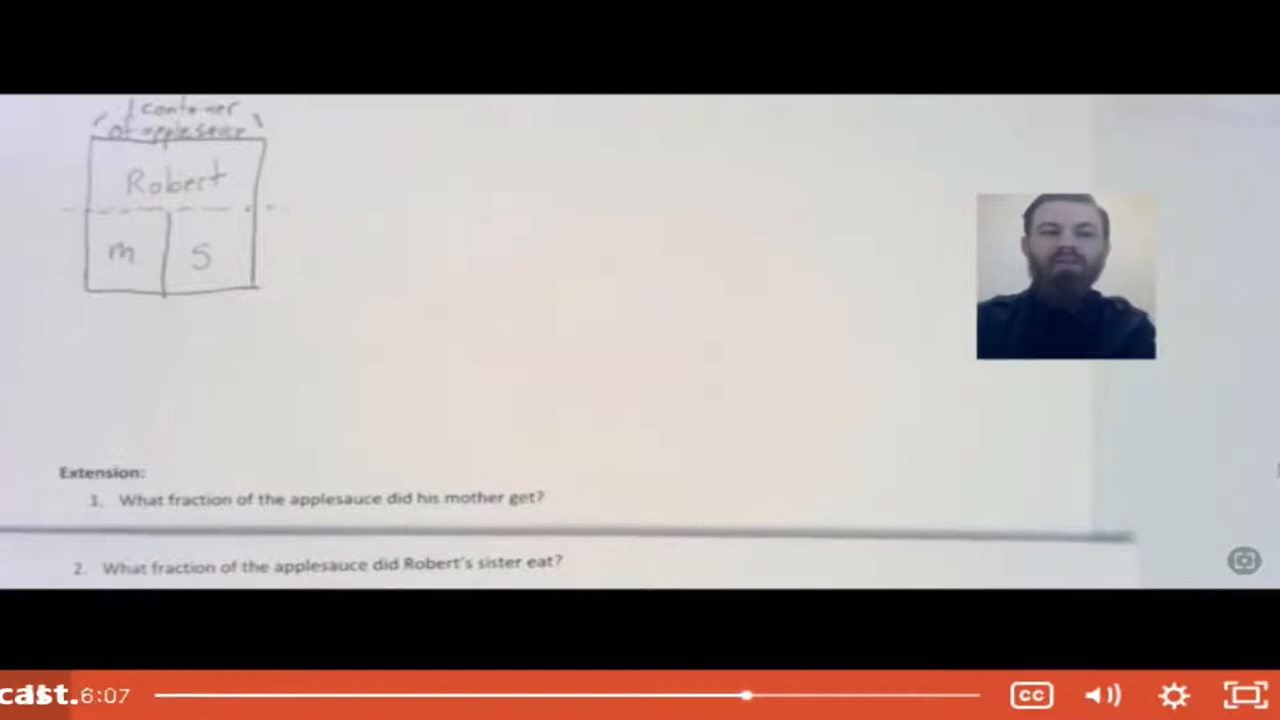 1 container
of applesauce
Robert
m S
Extension:
1. What fraction of the applesauce did his mother get?
2. What fraction of the applesauce did Robert's sister eat?
cast.
6:07
CC